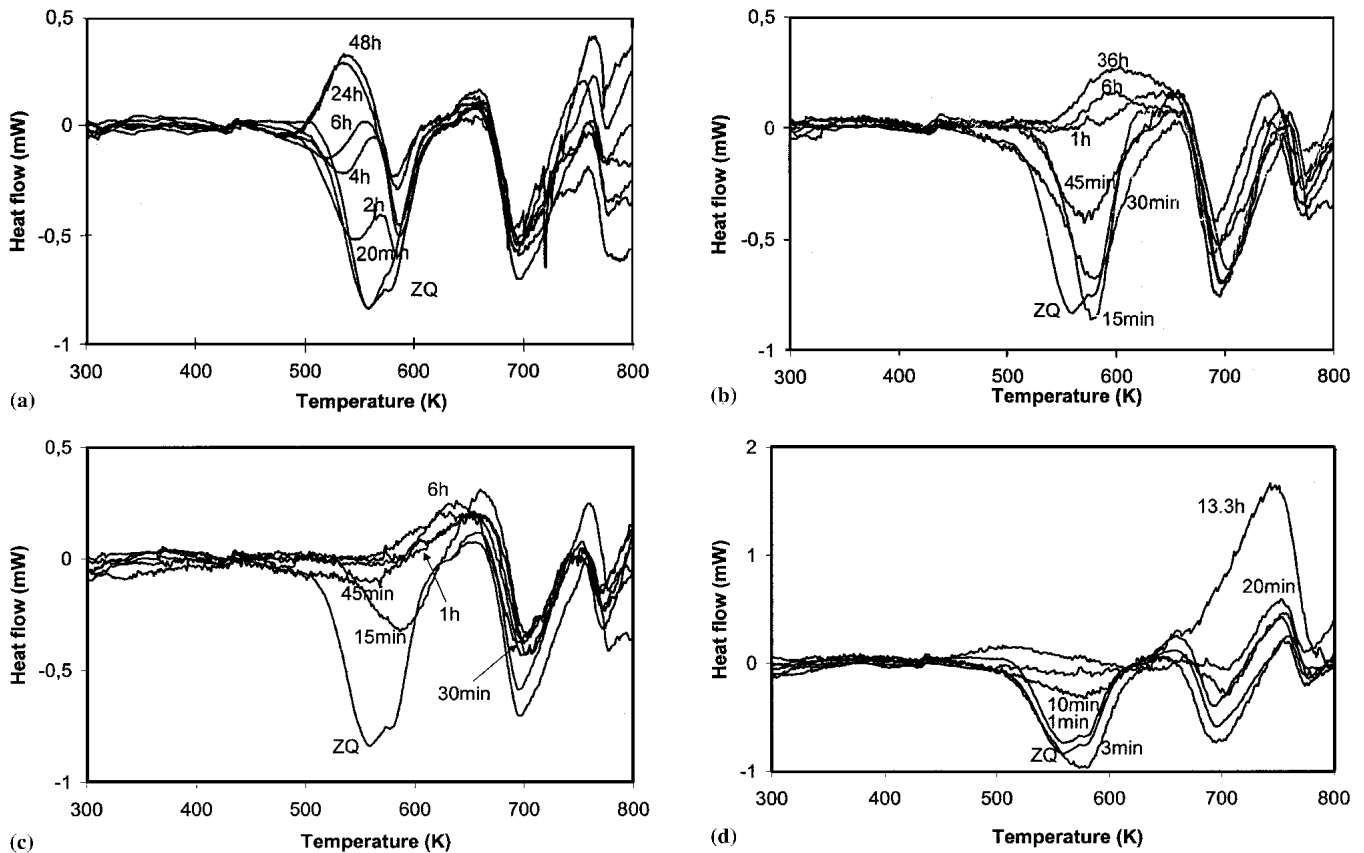 0,5
48h
24h
6h
4h
2h
20min
ZQ
0
-0,5
-1
Heat flow (mW)
300 400 500 600 700 800
Temperature (K)
(a)
0,5
36h
6h
1h
45min
30min
ZQ
15min
0
-0,5
-1
Heat flow (mW)
300 400 500 600 700 800
Temperature (K)
(b)
0,5
6h
45min
1h
15min
30min
ZQ
0
-0,5
-1
Heat flow (mW)
300 400 500 600 700 800
Temperature (K)
(c)
2
13.3h
20min
10min
1min
ZQ
3min
1
0
-1
Heat flow (mW)
300 400 500 600 700 800
Temperature (K)
(d)